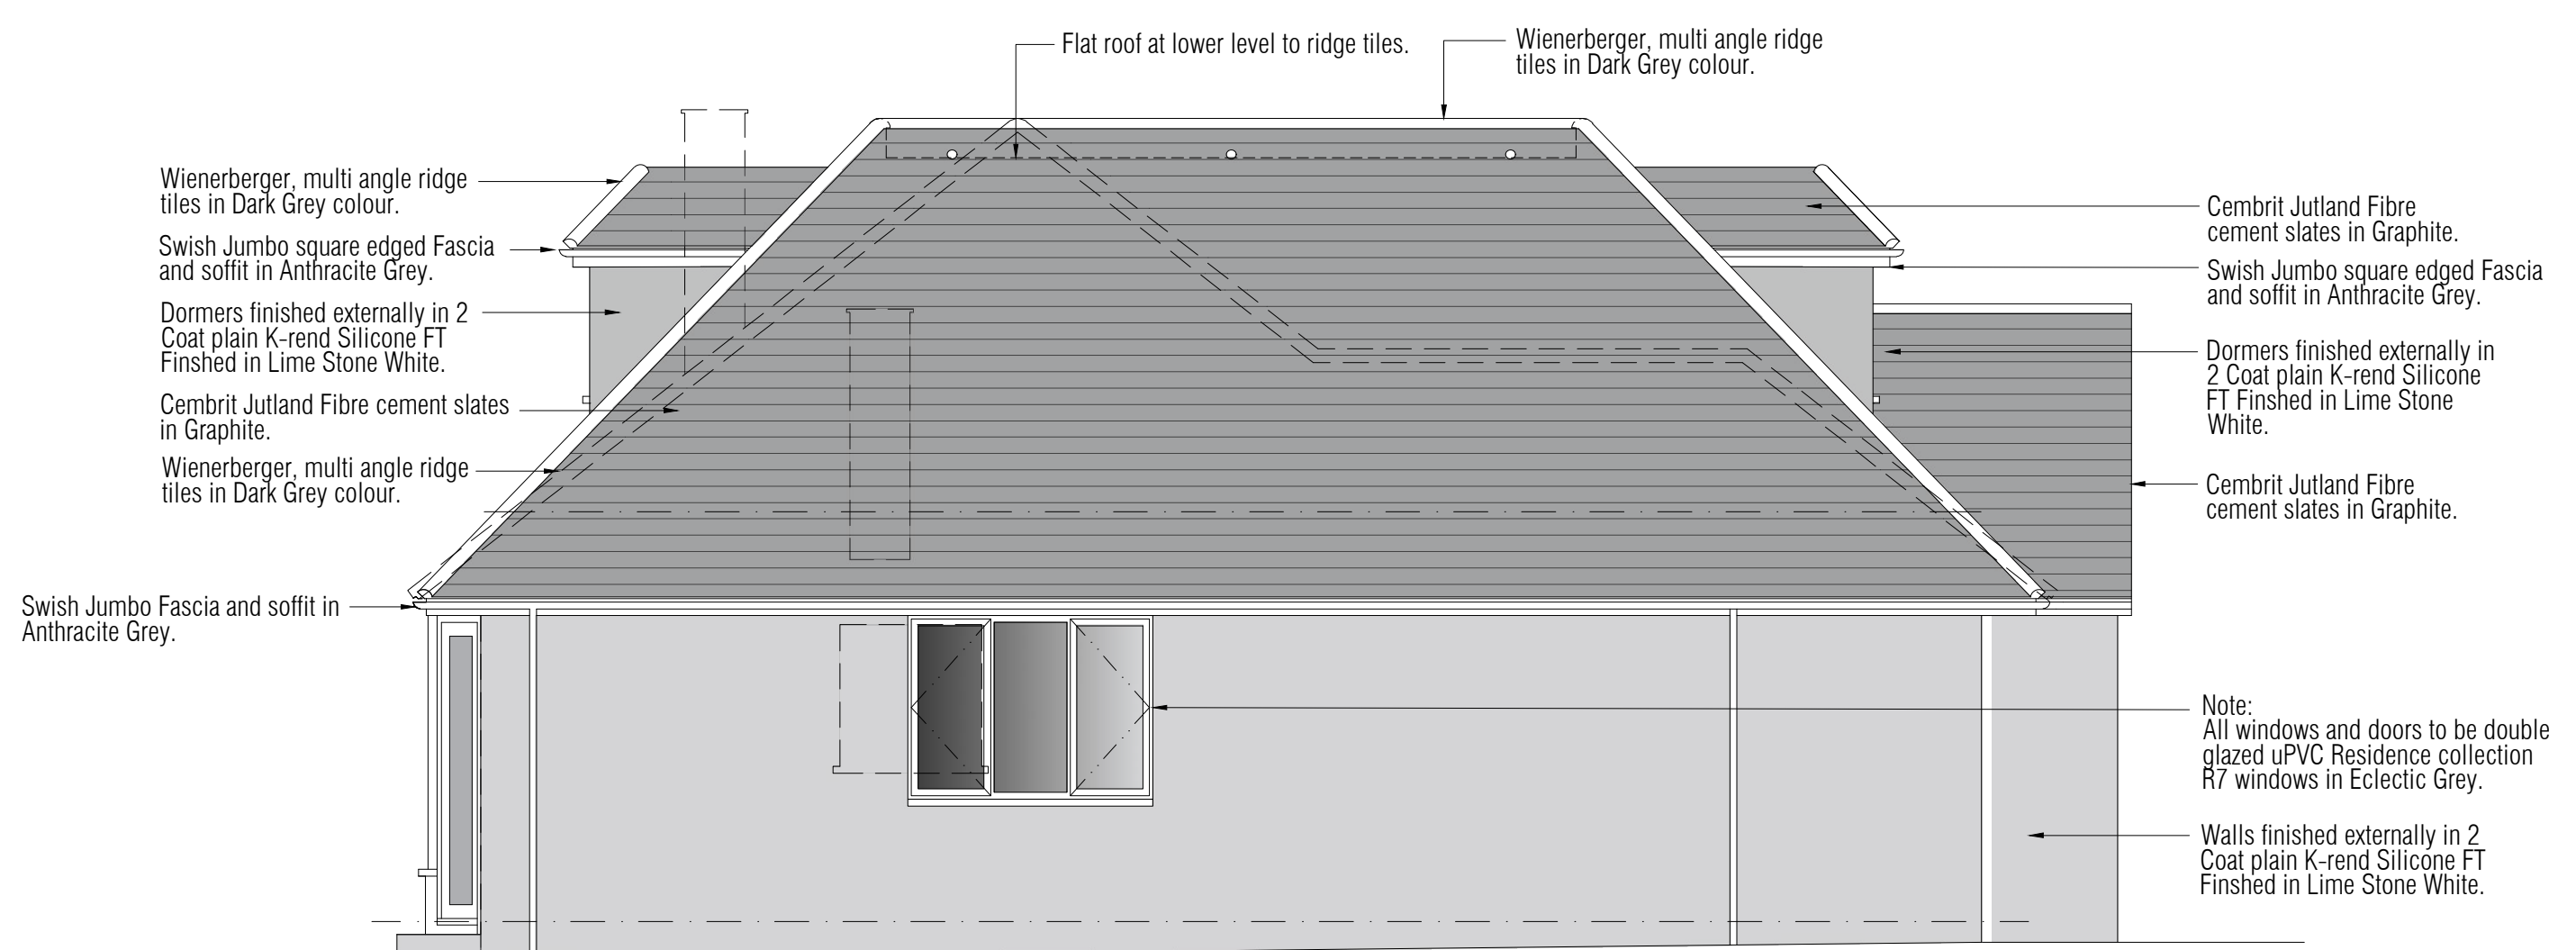 Flat roof at lower level to ridge tiles.
Wienerberger, multi angle ridge
tiles in Dark Grey colour.
Wienerberger, multi angle ridge
tiles in Dark Grey colour.
Swish Jumbo square edged Fascia
and soffit in Anthracite Grey.
Dormers finished externally in 2
Coat plain K-rend Silicone FT
Finshed in Lime Stone White.
Cembrit Jutland Fibre cement slates
in Graphite.
Wienerberger, multi angle ridge
tiles in Dark Grey colour.
Swish Jumbo Fascia and soffit in
Anthracite Grey.
Cembrit Jutland Fibre
cement slates in Graphite.
Swish Jumbo square edged Fascia
and soffit in Anthracite Grey.
Dormers finished externally in
2 Coat plain K-rend Silicone
FT Finshed in Lime Stone
White.
Cembrit Jutland Fibre
cement slates in Graphite.
Note:
All windows and doors to be double
glazed uPVC Residence collection
R7 windows in Eclectic Grey.
Walls finished externally in 2
Coat plain K-rend Silicone FT
Finshed in Lime Stone White.